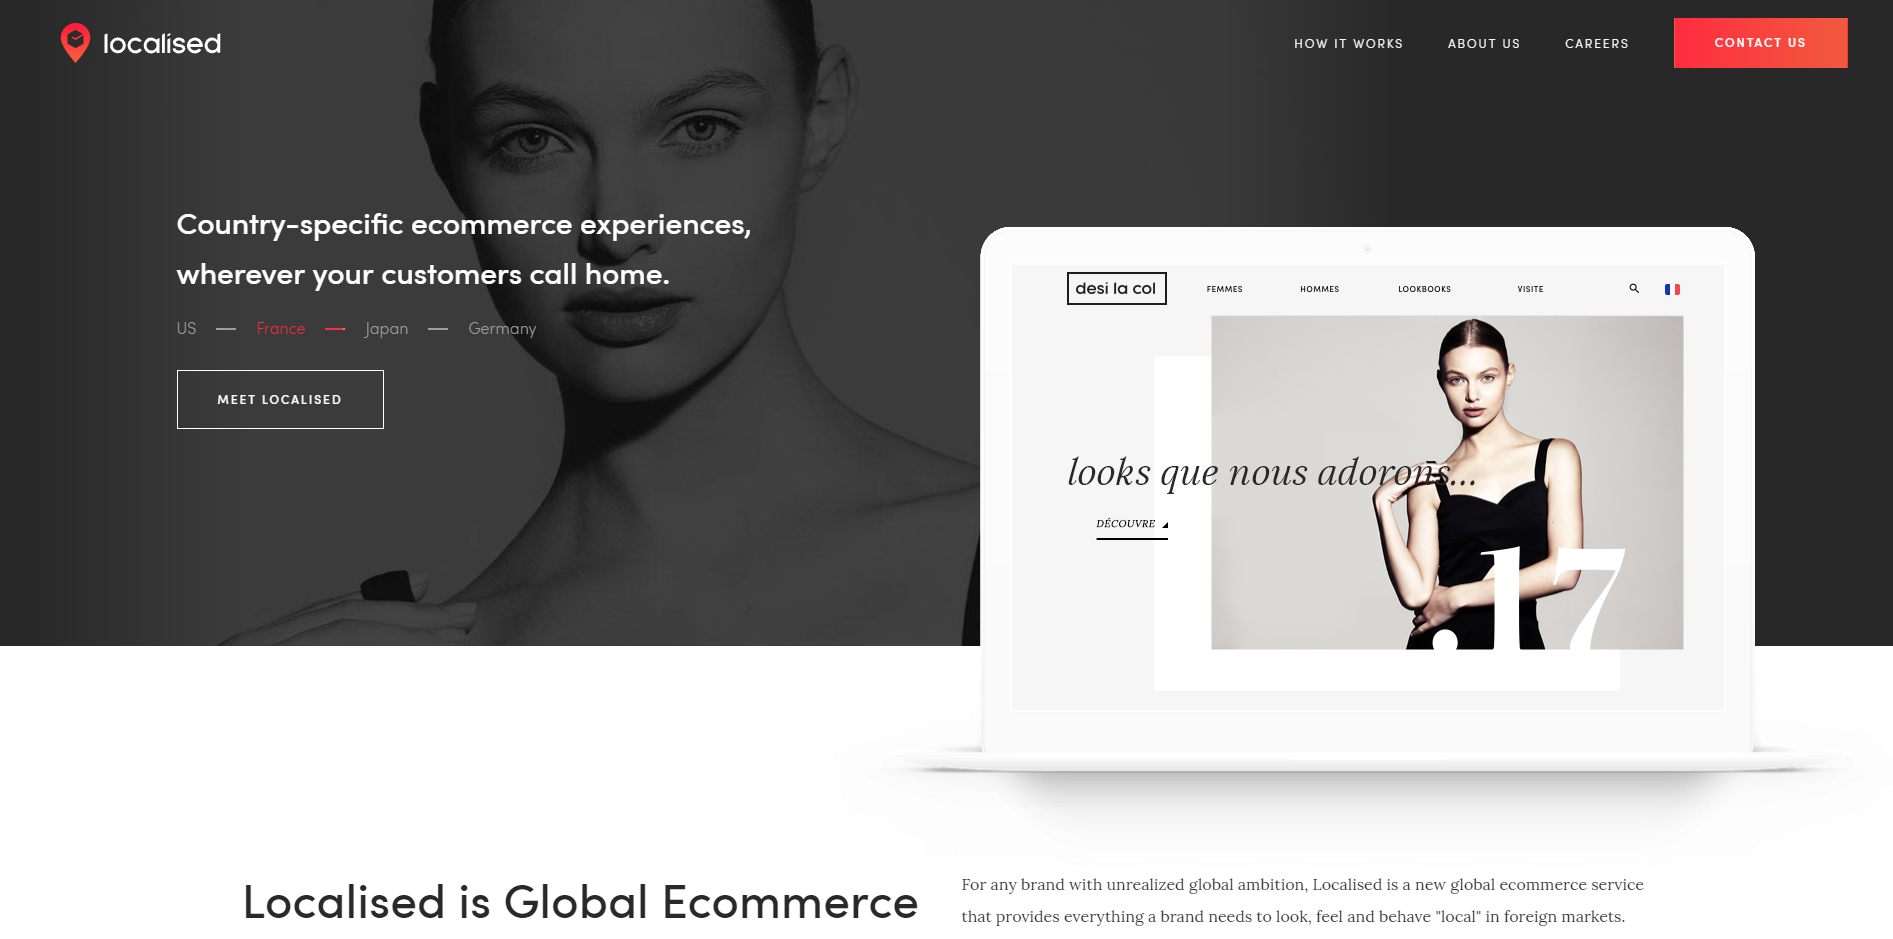 localised
HOW IT WORKS
ABOUT US
CAREERS
CONTACT US
Country-specific ecommerce experiences,
wherever your customers call home.
US — France — Japan — Germany
MEET LOCALISED
desi la col
FEMMES
HOMMES
LOOKBOOKS
VISITE
looks que nous adorons...
DÉCOUVRE
.17
Localised is Global Ecommerce
For any brand with unrealized global ambition, Localised is a new global ecommerce service
that provides everything a brand needs to look, feel and behave "local" in foreign markets.